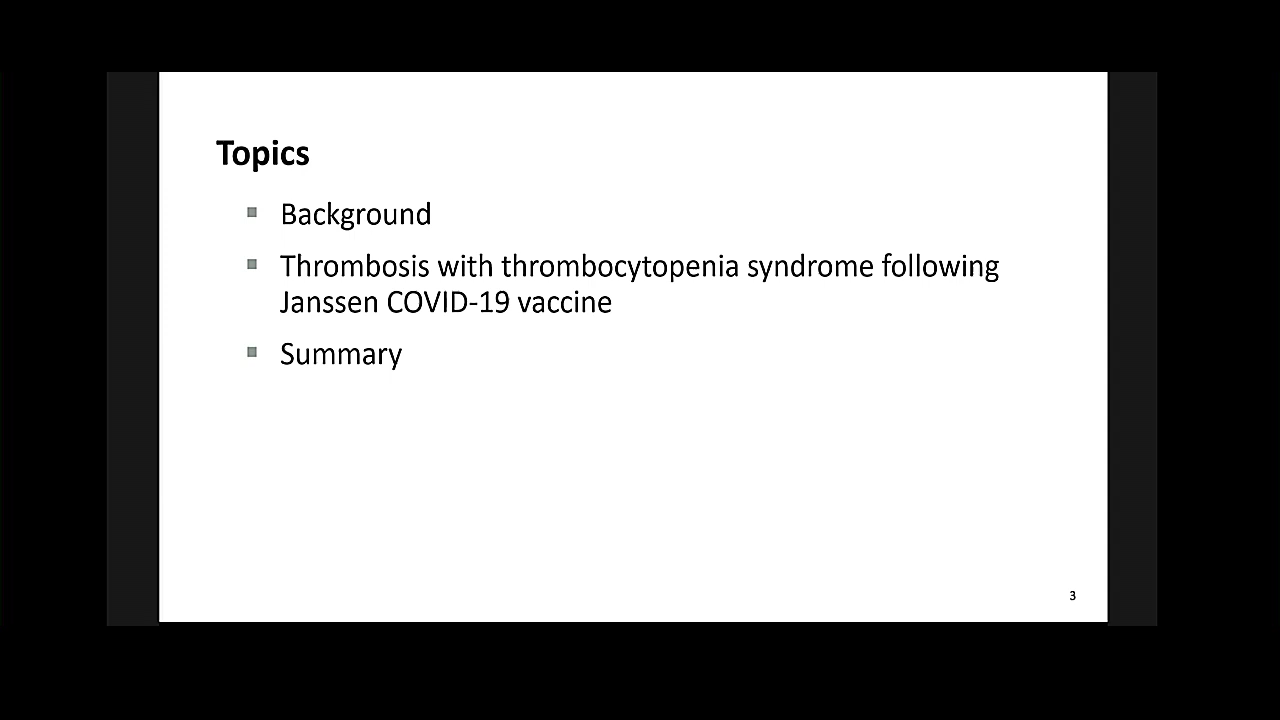 Topics
Background
Thrombosis with thrombocytopenia syndrome following
Janssen COVID-19 vaccine
Summary
3